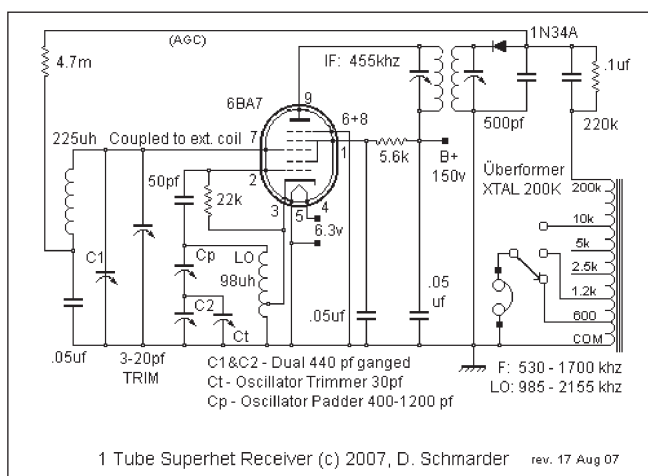 (AGC)
1N34A
4.7m
IF: 455khz
.1uf
6BA7
9
6+8
225uh
Coupled to ext. coil
7
1
500pf
220k
5.6k
B+
150v
Überformer
XTAL 200K
50pf
2
22k
3
5
4
200k
6.3v
10k
5k
2.5k
1.2k
600
COM
C1
Cp
LO
98uh
C2
Ct
.05uf
.05
uf
.05uf
3-20pf
TRIM
C1&C2 - Dual 440 pf ganged
Ct - Oscillator Trimmer 30pf
Cp - Oscillator Padder 400-1200 pf
F: 530 - 1700 khz
LO: 985 - 2155 khz
1 Tube Superhet Receiver (c) 2007, D. Schmarder
rev. 17 Aug 07